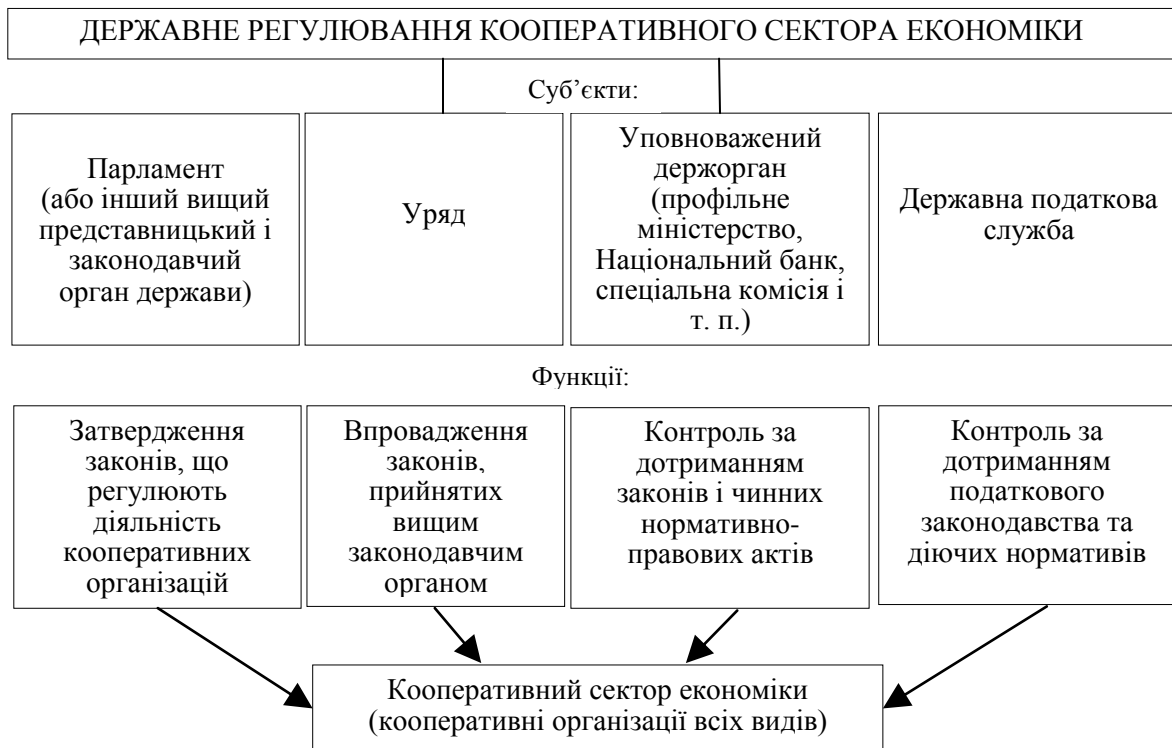 ДЕРЖАВНЕ РЕГУЛЮВАННЯ КООПЕРАТИВНОГО СЕКТОРА ЕКОНОМІКИ
Суб’єкти:
Парламент
(або інший вищий
представницький і
законодавчий
орган держави)
Уряд
Уповноважений
держорган
(профільне
міністерство,
Національний банк,
спеціальна комісія і
т. п.)
Державна податкова
служба
Функції:
Затвердження
законів, що
регулюють
діяльність
кооперативних
організацій
Впровадження
законів,
прийнятих
вищим
законодавчим
органом
Контроль за
дотриманням
законів і чинних
нормативно-
правових актів
Контроль за
дотриманням
податкового
законодавства та
діючих нормативів
Кооперативний сектор економіки
(кооперативні організації всіх видів)